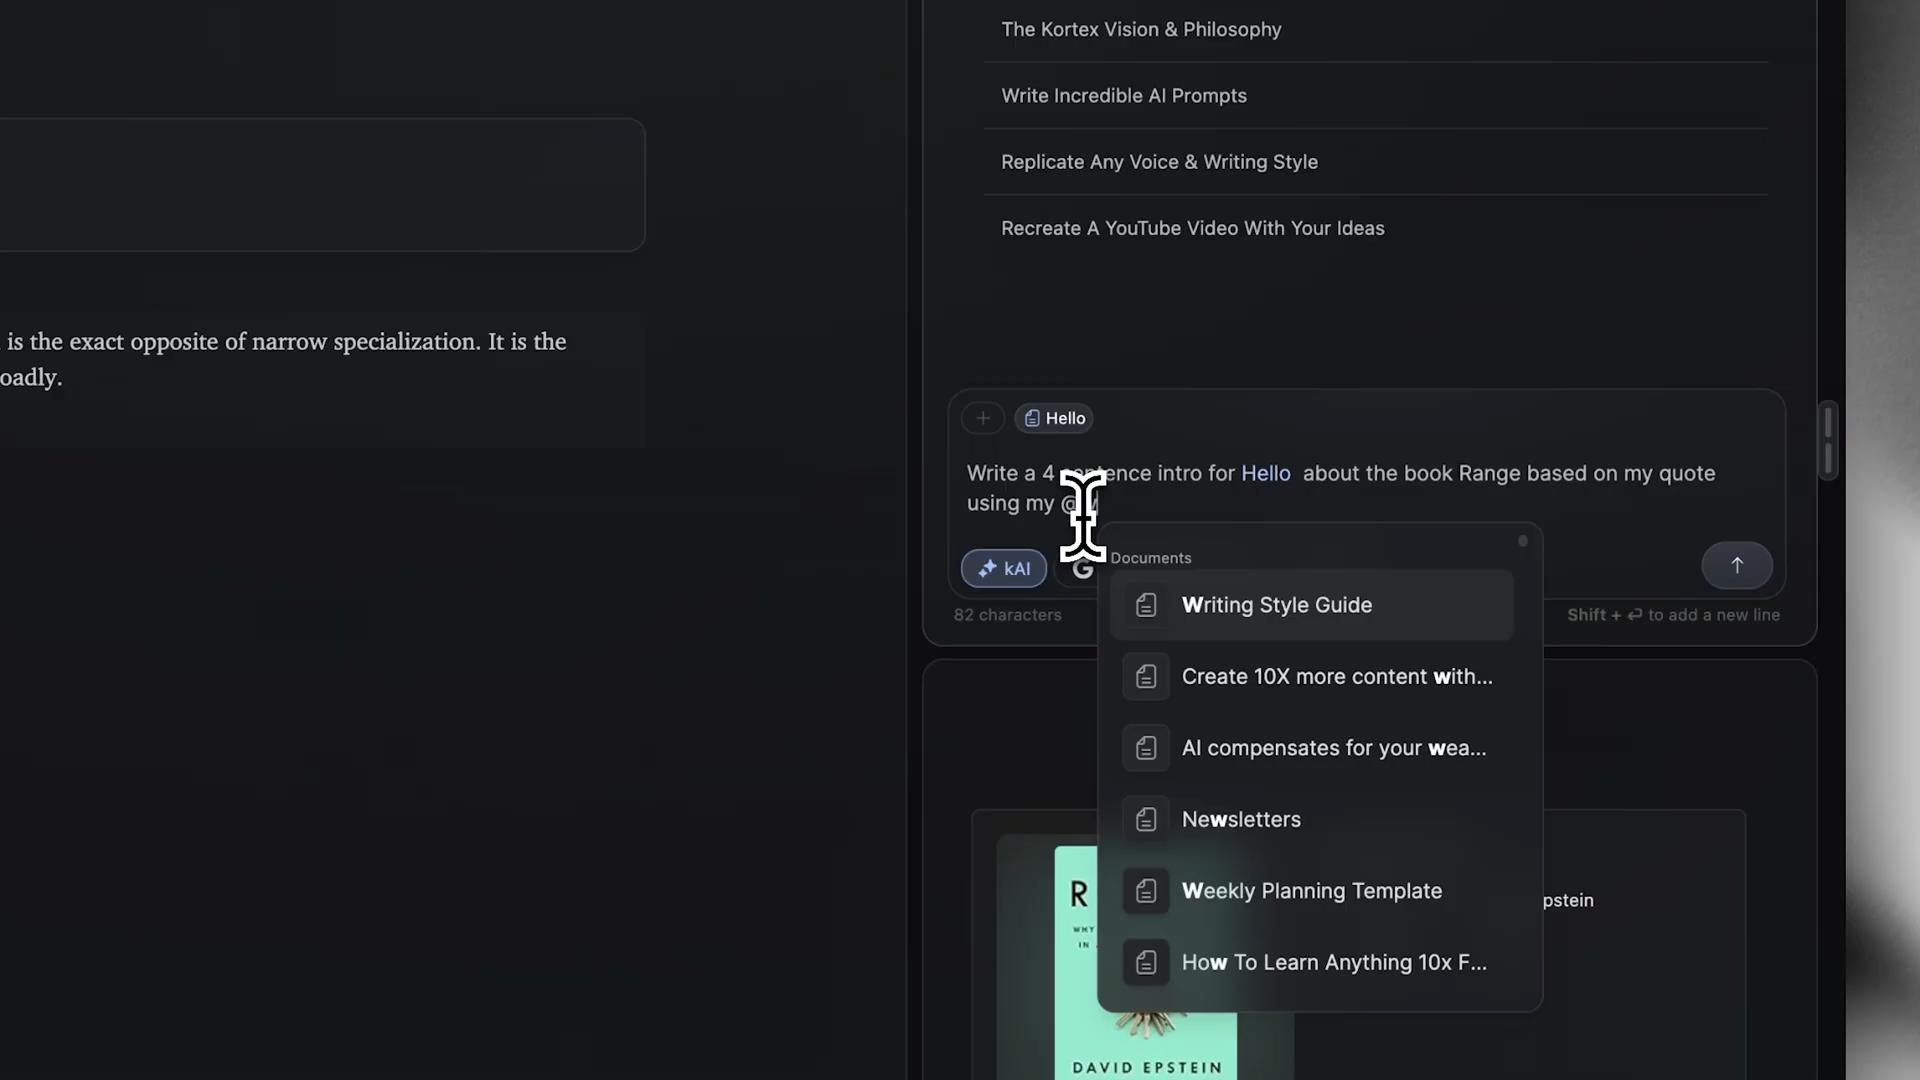 The Kortex Vision & Philosophy
Write Incredible AI Prompts
Replicate Any Voice & Writing Style
Recreate A YouTube Video With Your Ideas
is the exact opposite of narrow specialization. It is the
oadly.
Hello
Write a 4 sentence intro for Hello about the book Range based on my quote
using my @w
kAI
G
82 characters
Shift + ↵ to add a new line
Documents
Writing Style Guide
Create 10X more content with...
AI compensates for your wea...
Newsletters
Weekly Planning Template
How To Learn Anything 10x F...
pstein
R
WHY
IN
DAVID EPSTEIN